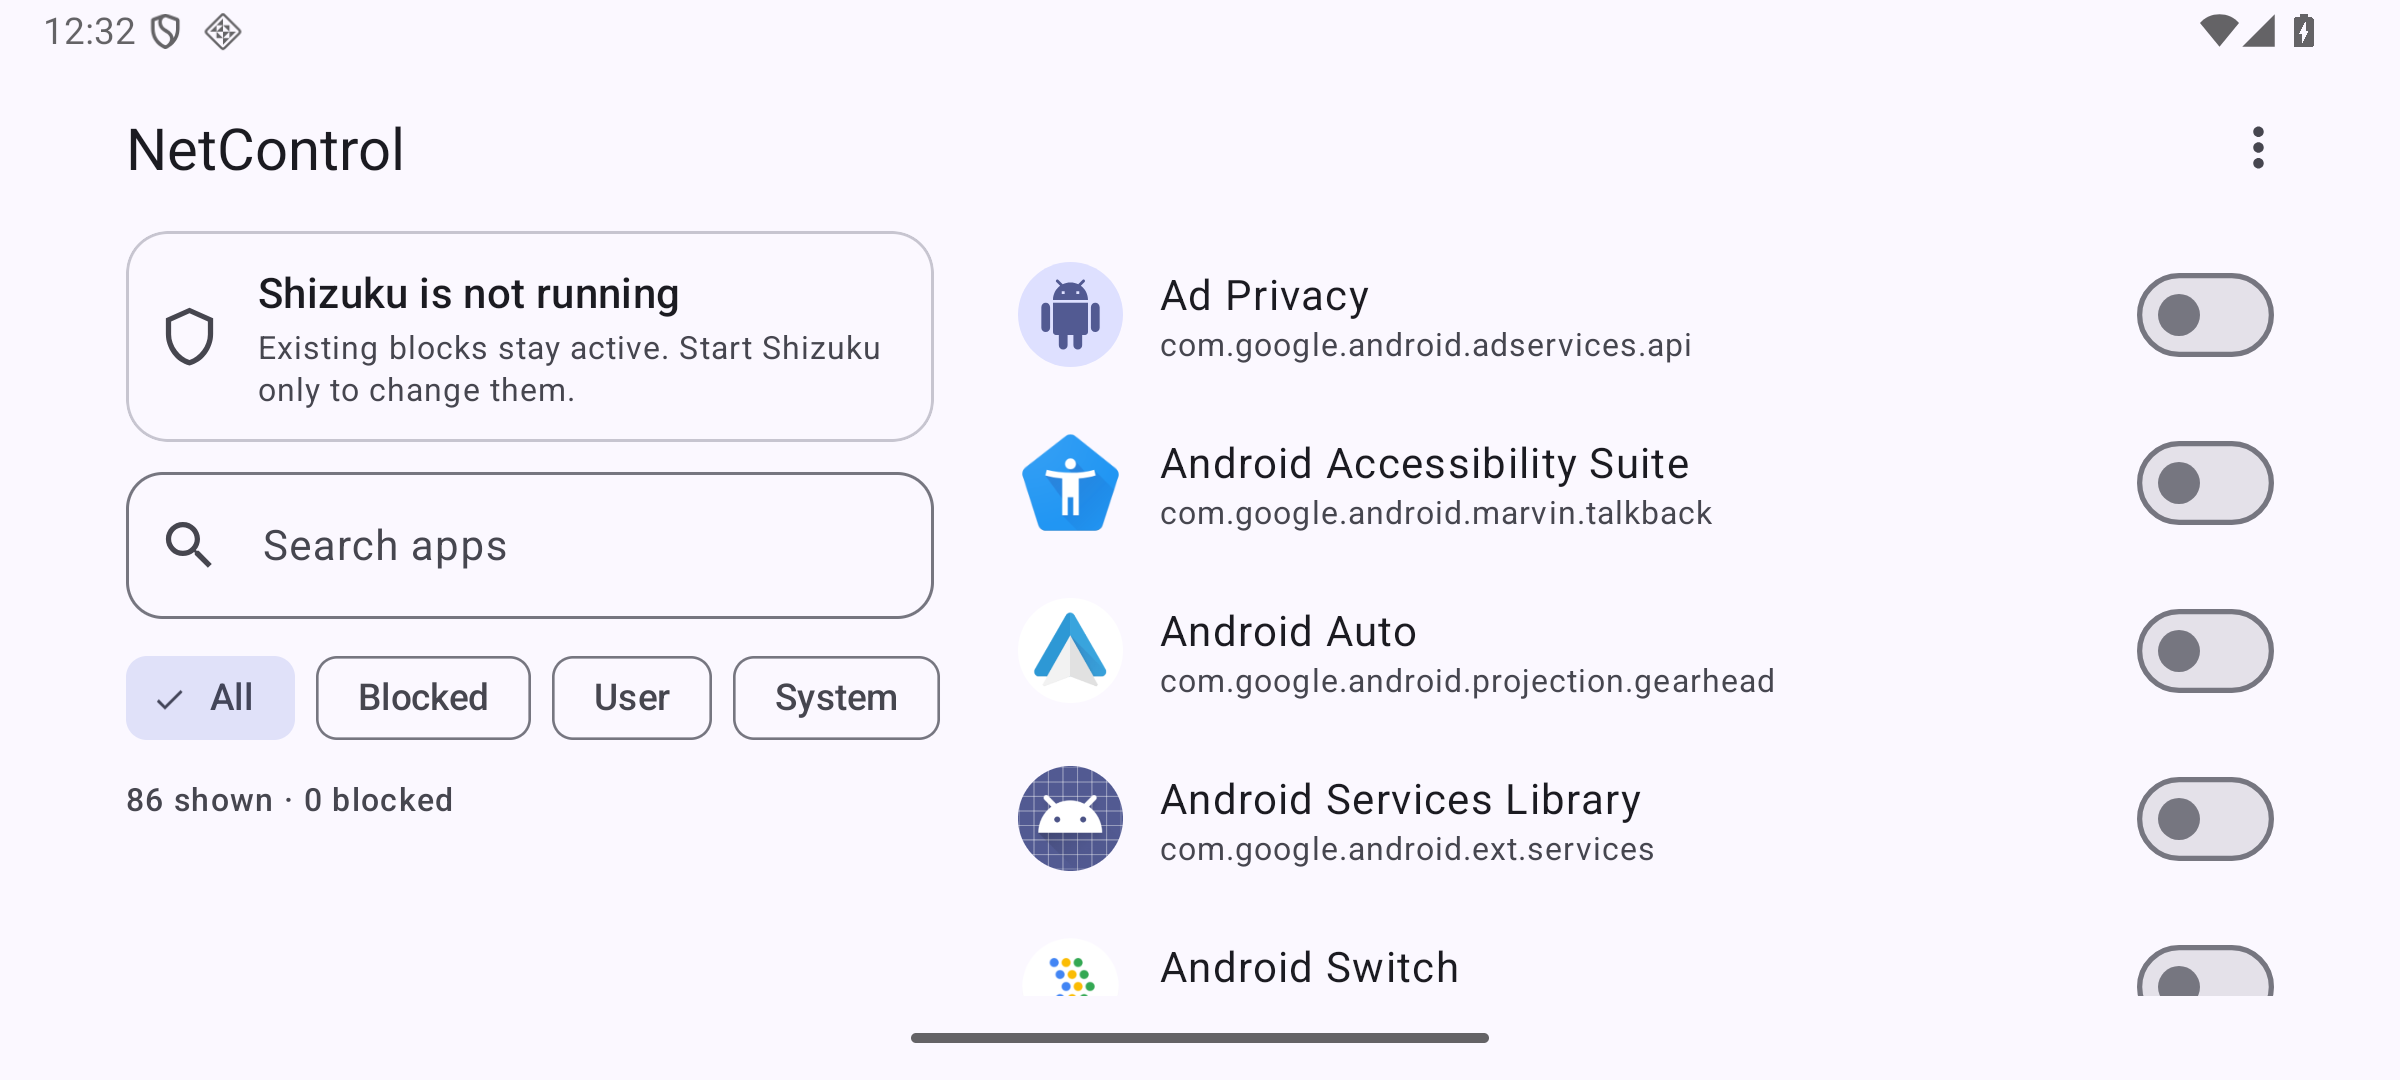 12:32
NetControl
Shizuku is not running
Existing blocks stay active. Start Shizuku
only to change them.
Search apps
All
Blocked
User
System
86 shown · 0 blocked
Ad Privacy
com.google.android.adservices.api
Android Accessibility Suite
com.google.android.marvin.talkback
Android Auto
com.google.android.projection.gearhead
Android Services Library
com.google.android.ext.services
Android Switch